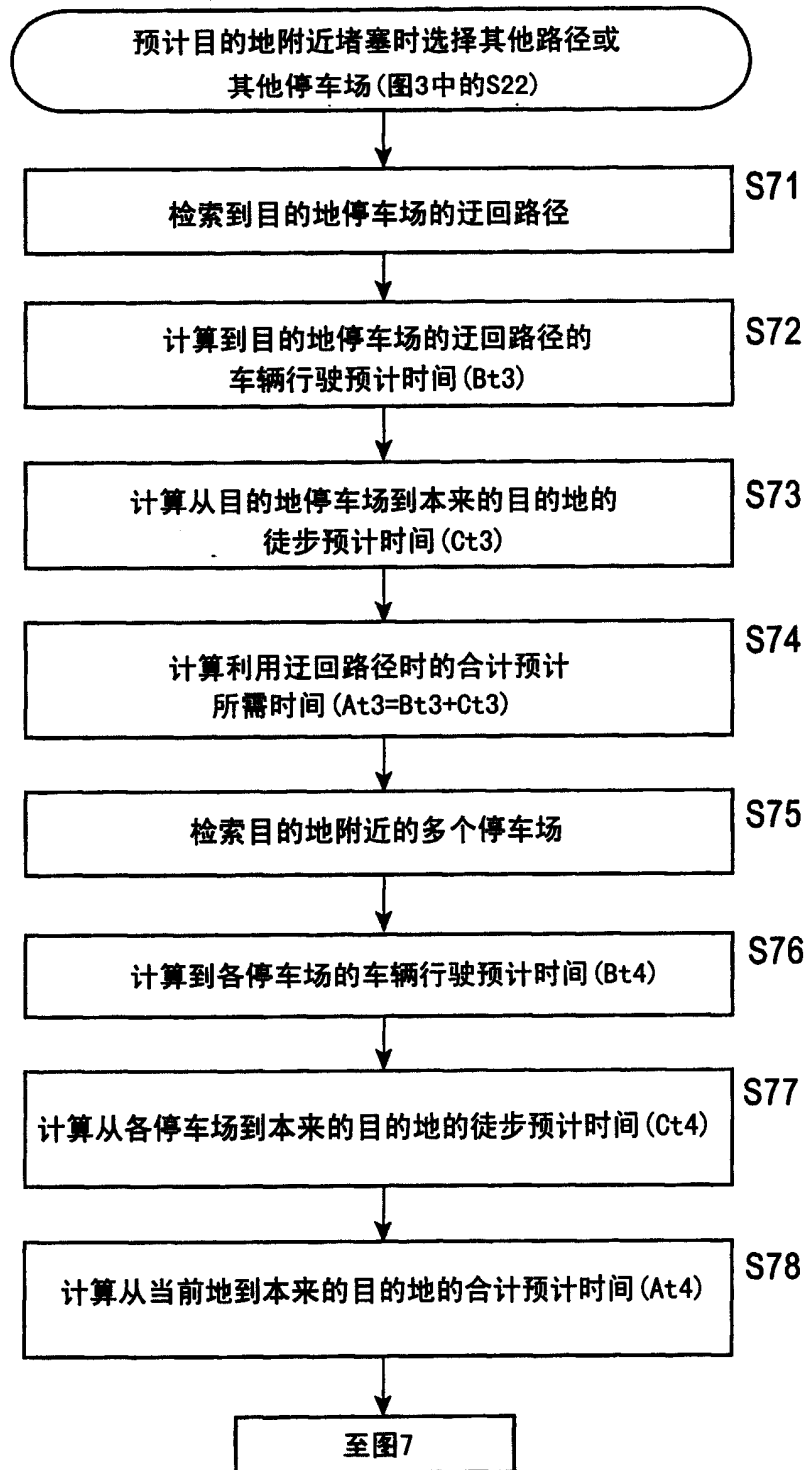 预计目的地附近堵塞时选择其他路径或
其他停车场(图3中的S22)
S71
检索到目的地停车场的迂回路径
S72
计算到目的地停车场的迂回路径的
车辆行驶预计时间(Bt3)
S73
计算从目的地停车场到本来的目的地的
徒步预计时间(Ct3)
S74
计算利用迂回路径时的合计预计
所需时间(At3=Bt3+Ct3)
S75
检索目的地附近的多个停车场
S76
计算到各停车场的车辆行驶预计时间(Bt4)
S77
计算从各停车场到本来的目的地的徒步预计时间(Ct4)
S78
计算从当前地到本来的目的地的合计预计时间(At4)
至图7